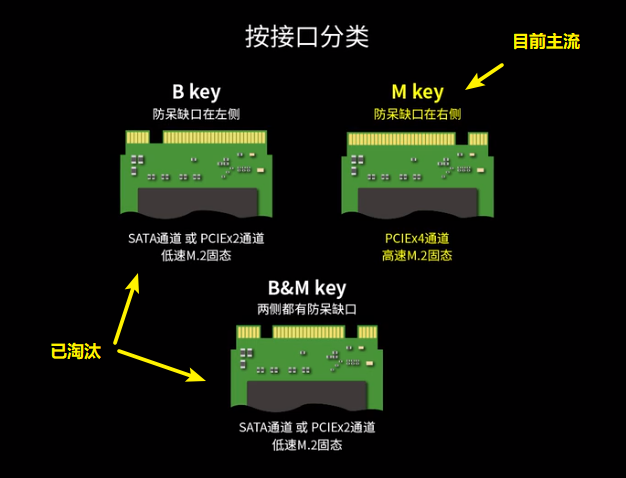 按接口分类
目前主流
B key
防呆缺口在左侧
SATA通道 或 PCIEx2通道
低速M.2固态
M key
防呆缺口在右侧
PCIEx4通道
高速M.2固态
已淘汰
B&M key
两侧都有防呆缺口
SATA通道 或 PCIEx2通道
低速M.2固态